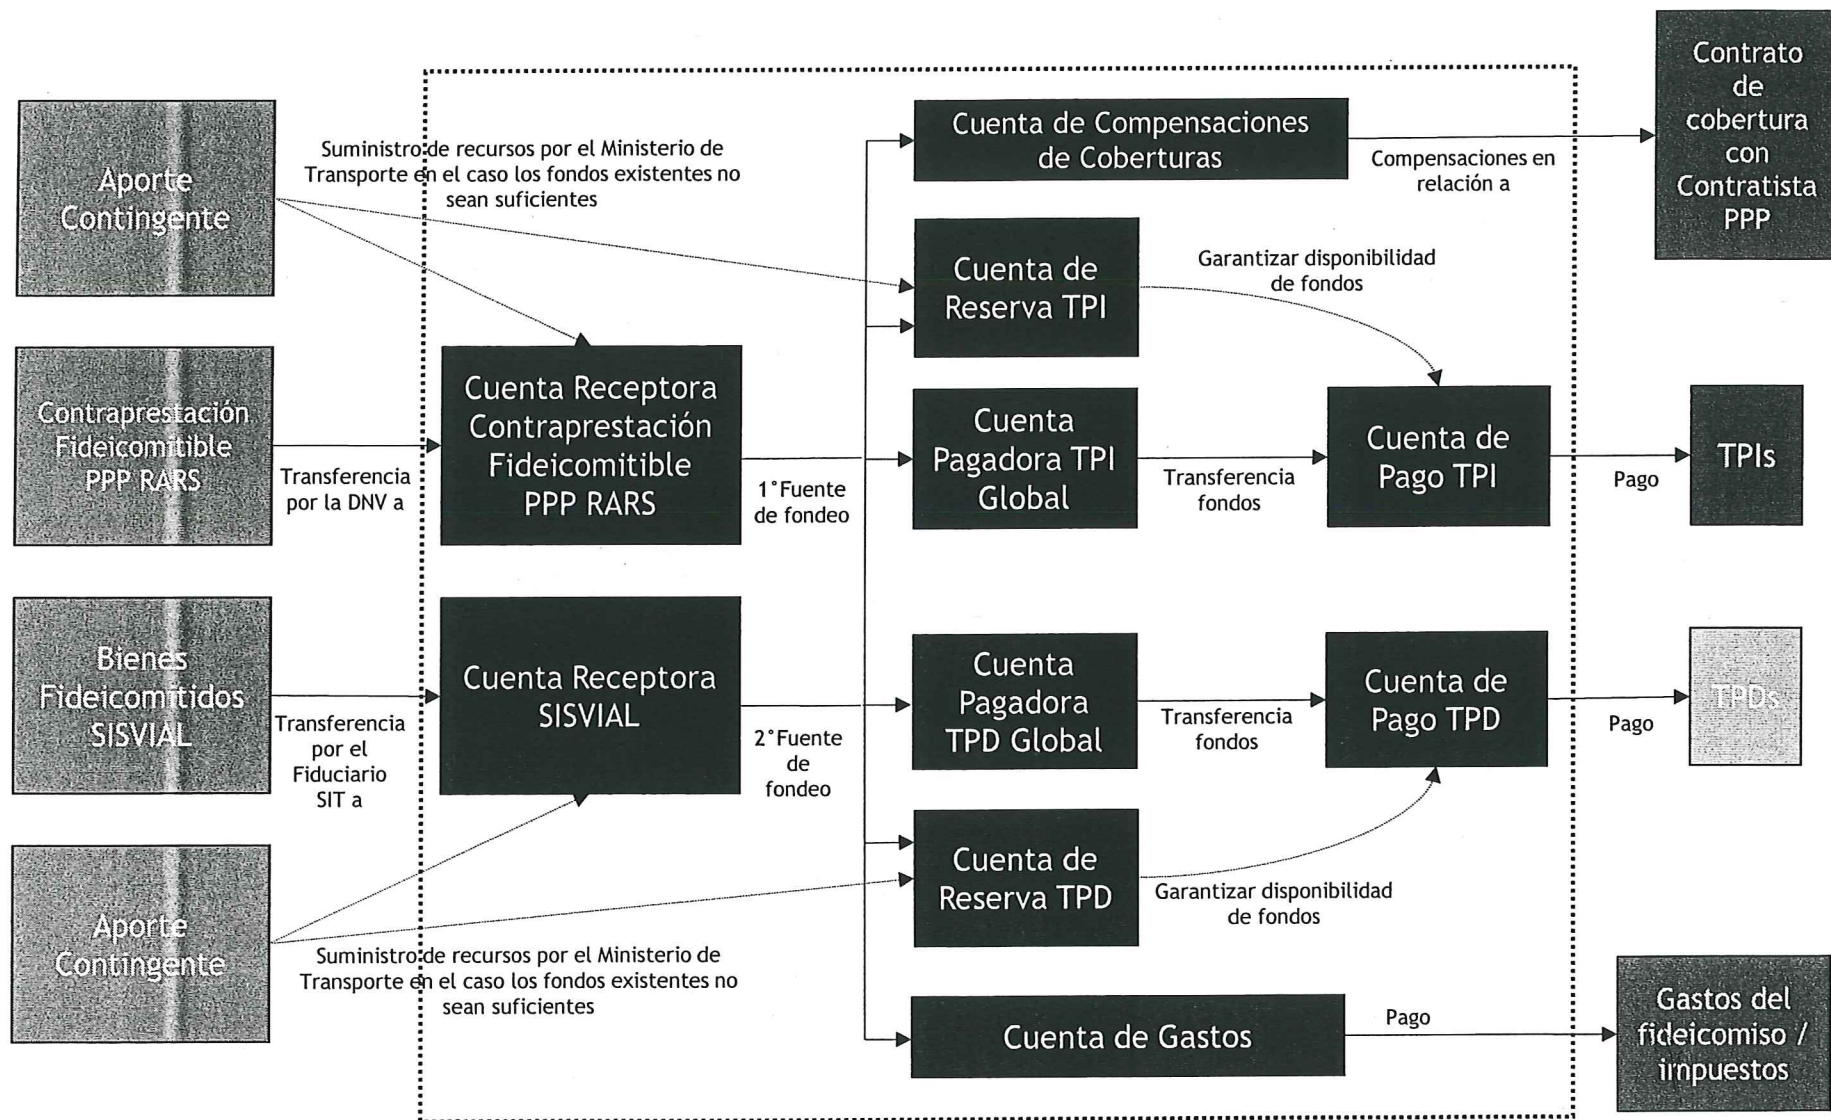 Aporte
Contingente
Suministro de recursos por el Ministerio de
Transporte en el caso los fondos existentes no
sean suficientes
Contraprestación
Fideicomitible
PPP RARS
Transferencia
por la DNV a
Cuenta Receptora
Contraprestación
Fideicomitible
PPP RARS
1°Fuente
de fondeo
Bienes
Fideicomitidos
SISVIAL
Transferencia
por el
Fiduciario
SIT a
Cuenta Receptora
SISVIAL
2°Fuente
de
fondeo
Aporte
Contingente
Suministro de recursos por el Ministerio de
Transporte en el caso los fondos existentes no
sean suficientes
Cuenta de Compensaciones
de Coberturas
Compensaciones en
relación a
Contrato
de
cobertura
con
Contratista
PPP
Cuenta de
Reserva TPI
Garantizar disponibilidad
de fondos
Cuenta
Pagadora TPI
Global
Transferencia
fondos
Cuenta de
Pago TPI
Pago
TPIs
Cuenta
Pagadora
TPD Global
Transferencia
fondos
Cuenta de
Pago TPD
Pago
TPDs
Cuenta de
Reserva TPD
Garantizar disponibilidad
de fondos
Cuenta de Gastos
Pago
Gastos del
fideicomiso /
impuestos